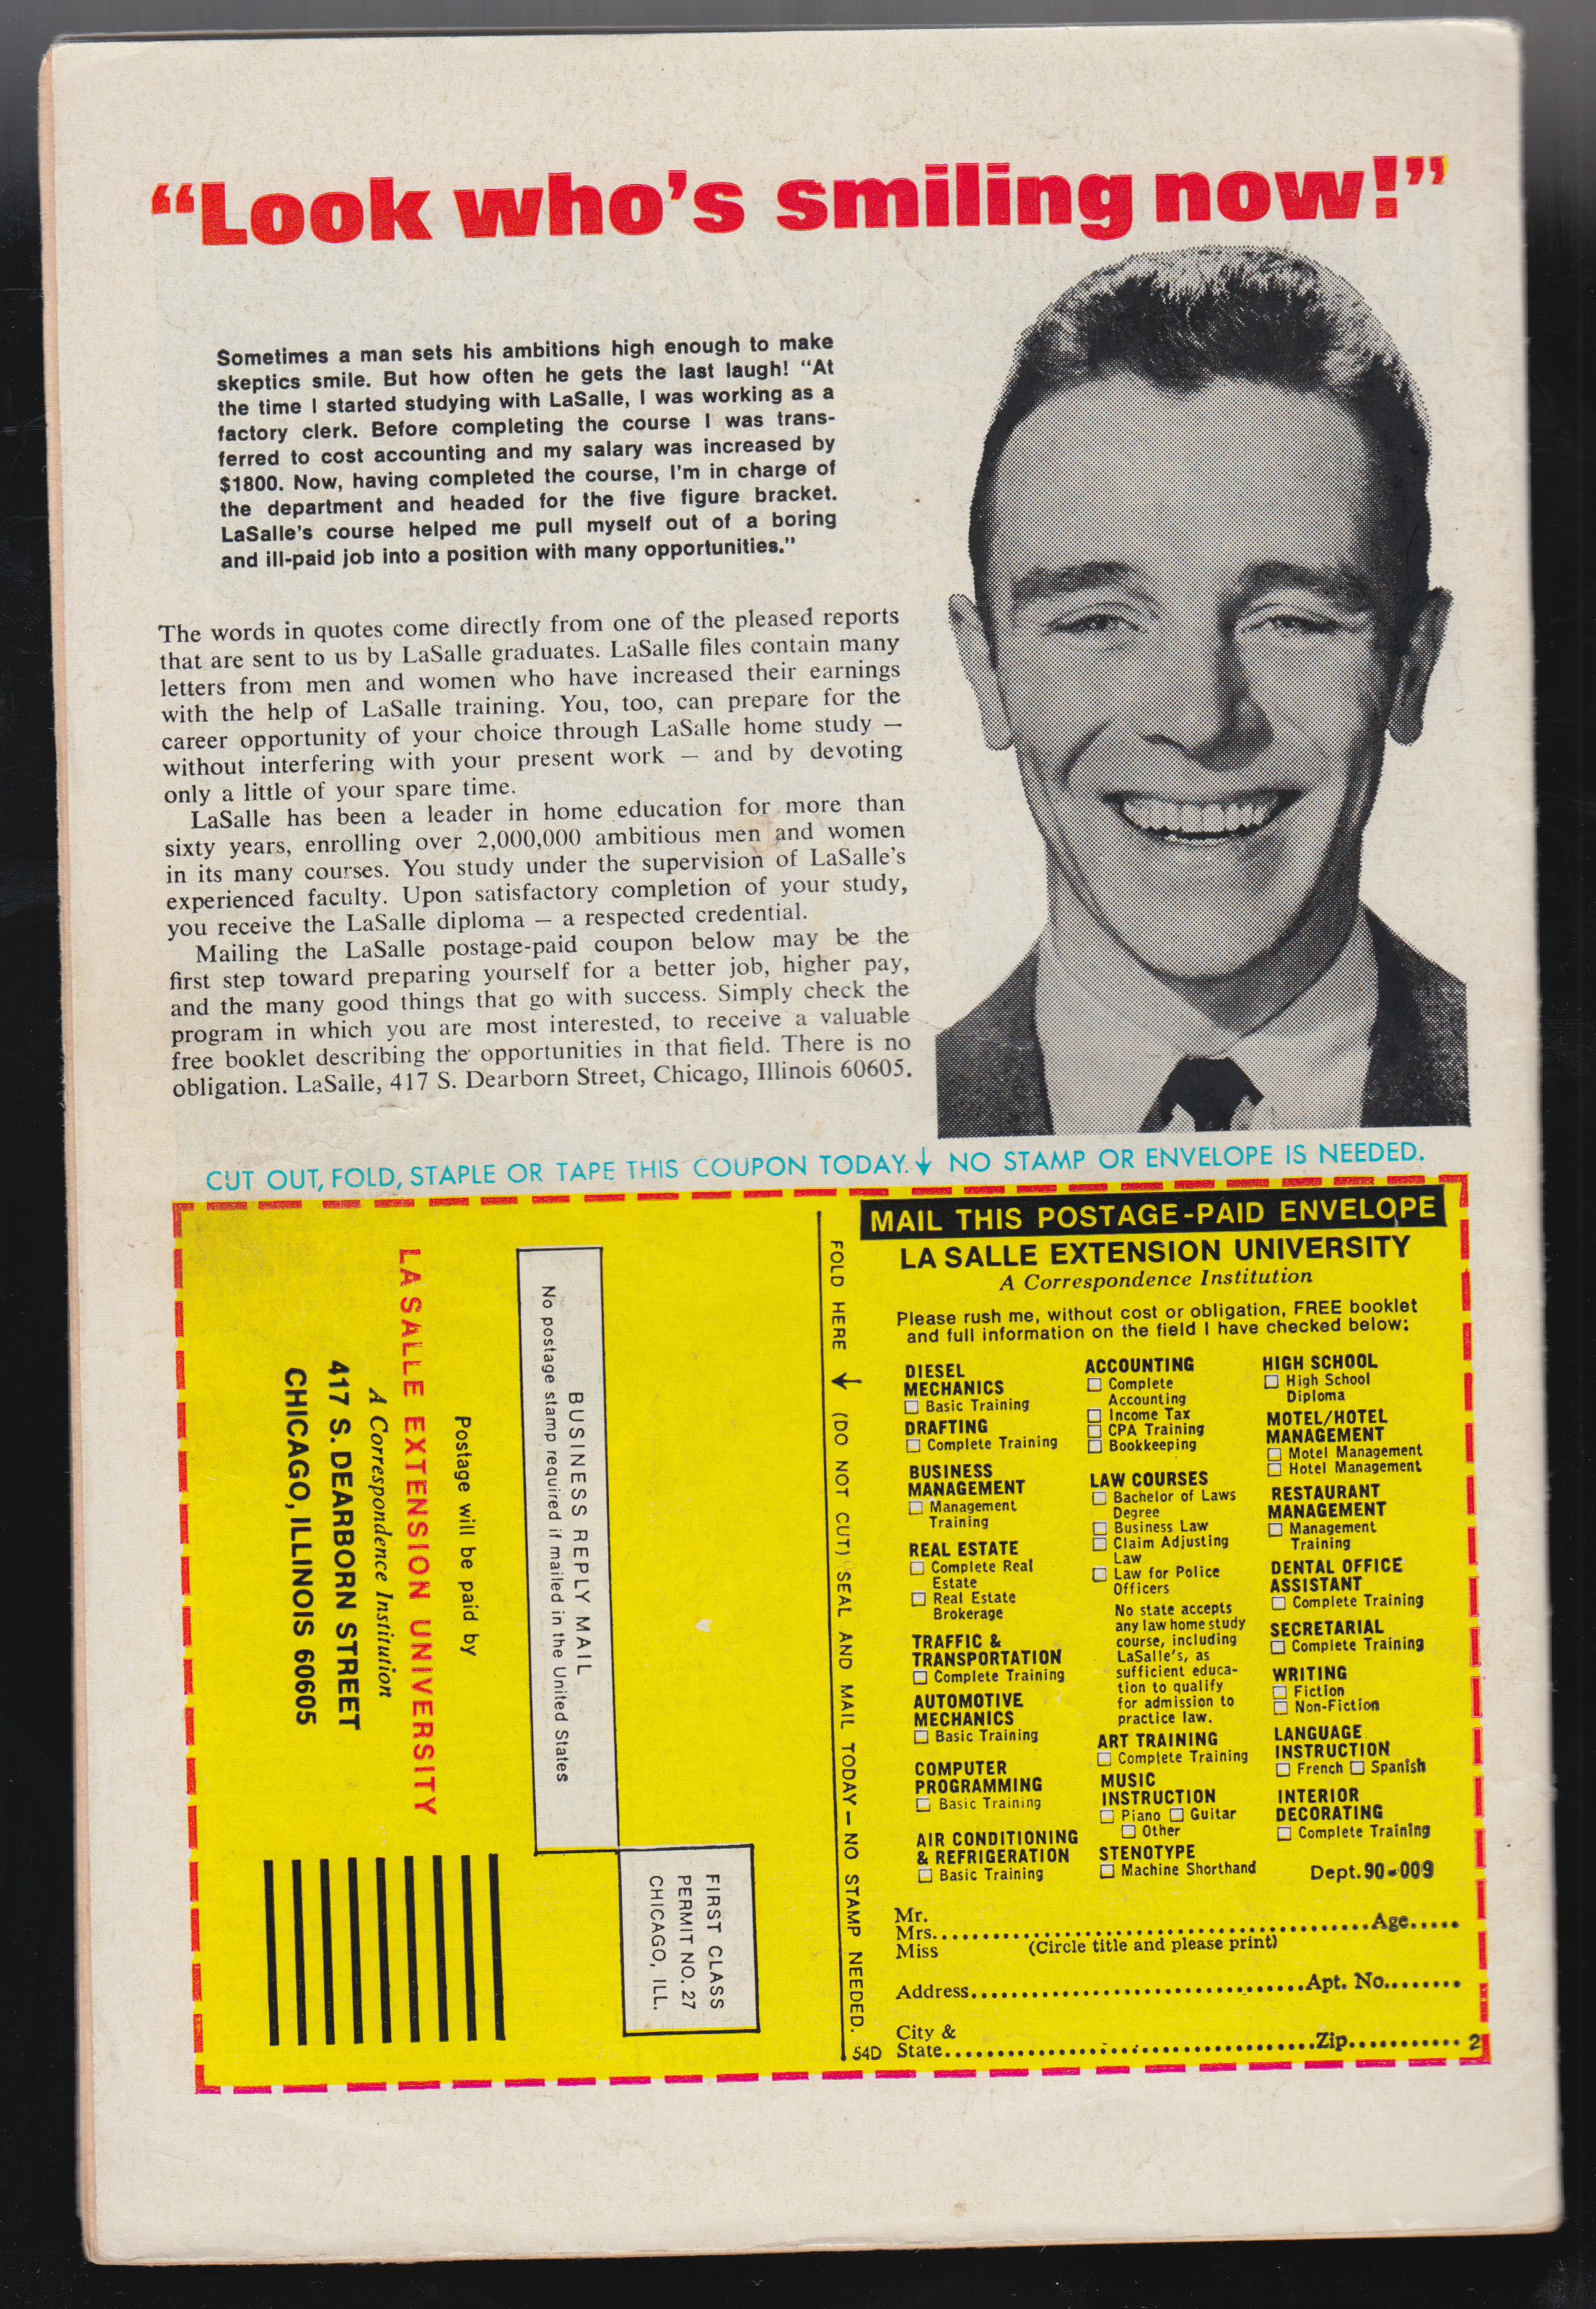 “Look who’s smiling now!”
Sometimes a man sets his ambitions high enough to make
skeptics smile. But how often he gets the last laugh! “At
the time I started studying with LaSalle, I was working as a
factory clerk. Before completing the course I was trans-
ferred to cost accounting and my salary was increased by
$1800. Now, having completed the course, I'm in charge of
the department and headed for the five figure bracket.
LaSalle's course helped me pull myself out of a boring
and ill-paid job into a position with many opportunities.”
The words in quotes come directly from one of the pleased reports
that are sent to us by LaSalle graduates. LaSalle files contain many
letters from men and women who have increased their earnings
with the help of LaSalle training. You, too, can prepare for the
career opportunity of your choice through LaSalle home study —
without interfering with your present work — and by devoting
only a little of your spare time.
LaSalle has been a leader in home education for more than
sixty years, enrolling over 2,000,000 ambitious men and women
in its many courses. You study under the supervision of LaSalle's
experienced faculty. Upon satisfactory completion of your study,
you receive the LaSalle diploma — a respected credential.
Mailing the LaSalle postage-paid coupon below may be the
first step toward preparing yourself for a better job, higher pay,
and the many good things that go with success. Simply check the
program in which you are most interested, to receive a valuable
free booklet describing the opportunities in that field. There is no
obligation. LaSalle, 417 S. Dearborn Street, Chicago, Illinois 60605.
CUT OUT, FOLD, STAPLE OR TAPE THIS COUPON TODAY.↓ NO STAMP OR ENVELOPE IS NEEDED.
FIRST CLASS
PERMIT NO. 27
CHICAGO, ILL.
BUSINESS REPLY MAIL
No postage stamp required if mailed in the United States
Postage will be paid by
LA SALLE EXTENSION UNIVERSITY
A Correspondence Institution
417 S. DEARBORN STREET
CHICAGO, ILLINOIS 60605
FOLD HERE → (DO NOT CUT) SEAL AND MAIL TODAY — NO STAMP NEEDED.
MAIL THIS POSTAGE-PAID ENVELOPE
LA SALLE EXTENSION UNIVERSITY
A Correspondence Institution
Please rush me, without cost or obligation, FREE booklet
and full information on the field I have checked below:
DIESEL
MECHANICS
☐ Basic Training
DRAFTING
☐ Complete Training
BUSINESS
MANAGEMENT
☐ Management
Training
REAL ESTATE
☐ Complete Real
Estate
☐ Real Estate
Brokerage
TRAFFIC &
TRANSPORTATION
☐ Complete Training
AUTOMOTIVE
MECHANICS
☐ Basic Training
COMPUTER
PROGRAMMING
☐ Basic Training
AIR CONDITIONING
& REFRIGERATION
☐ Basic Training
ACCOUNTING
☐ Complete
Accounting
☐ Income Tax
☐ CPA Training
☐ Bookkeeping
LAW COURSES
☐ Bachelor of Laws
Degree
☐ Business Law
☐ Claim Adjusting
Law
☐ Law for Police
Officers
No state accepts
any law home study
course, including
LaSalle's, as
sufficient educa-
tion to qualify
for admission to
practice law.
ART TRAINING
☐ Complete Training
MUSIC
INSTRUCTION
☐ Piano ☐ Guitar
☐ Other
STENOTYPE
☐ Machine Shorthand
HIGH SCHOOL
☐ High School
Diploma
MOTEL/HOTEL
MANAGEMENT
☐ Motel Management
☐ Hotel Management
RESTAURANT
MANAGEMENT
☐ Management
Training
DENTAL OFFICE
ASSISTANT
☐ Complete Training
SECRETARIAL
☐ Complete Training
WRITING
☐ Fiction
☐ Non-Fiction
LANGUAGE
INSTRUCTION
☐ French ☐ Spanish
INTERIOR
DECORATING
☐ Complete Training
Dept. 90-009
Mr.
Mrs. ........ Age.....
Miss (Circle title and please print)
Address ........ Apt. No........
City &
State ........ Zip........... 2
54D